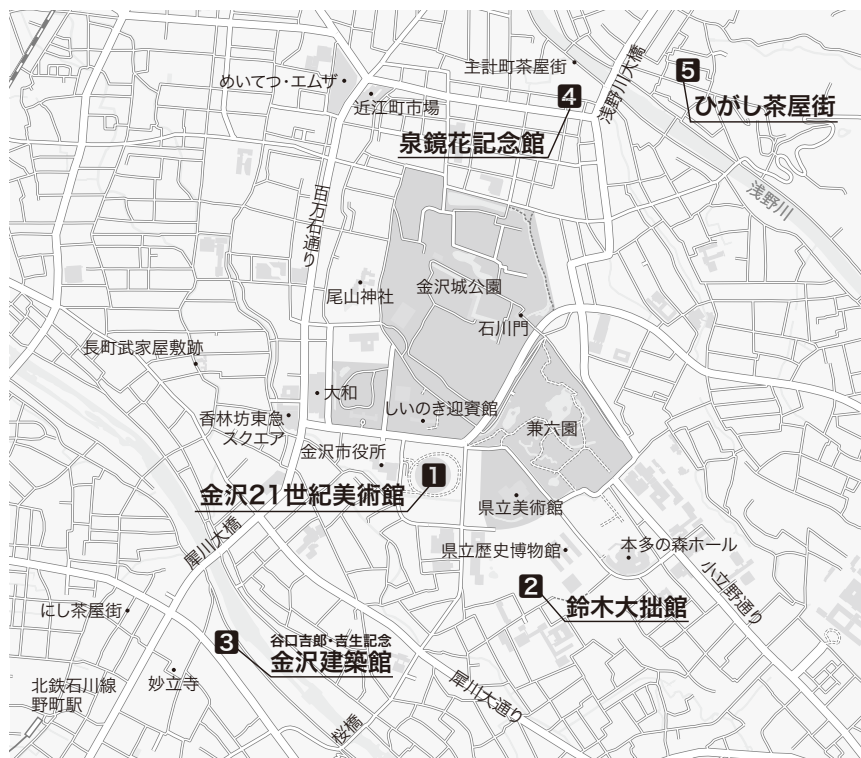 主計町茶屋街
めいてつ・エムザ
近江町市場
4
泉鏡花記念館
浅野川大橋
5
ひがし茶屋街
浅野川
百万石通り
尾山神社
金沢城公園
石川門
長町武家屋敷跡
大和
しいのき迎賓館
兼六園
香林坊東急
スクエア
金沢市役所
1
金沢21世紀美術館
県立美術館
犀川大橋
県立歴史博物館
本多の森ホール
小立野通り
2
鈴木大拙館
にし茶屋街
3
谷口吉郎・吉生記念
金沢建築館
北鉄石川線
野町駅
妙立寺
犀川大通り
桜橋